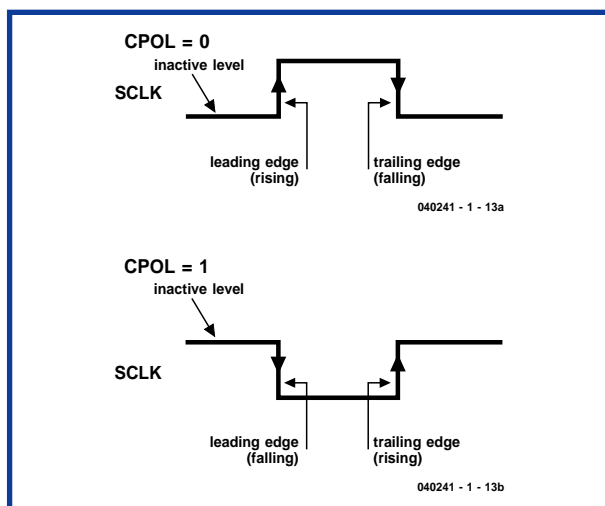 CPOL = 0
inactive level
SCLK
leading edge
(rising)
trailing edge
(falling)
040241 - 1 - 13a
CPOL = 1
inactive level
SCLK
leading edge
(falling)
trailing edge
(rising)
040241 - 1 - 13b